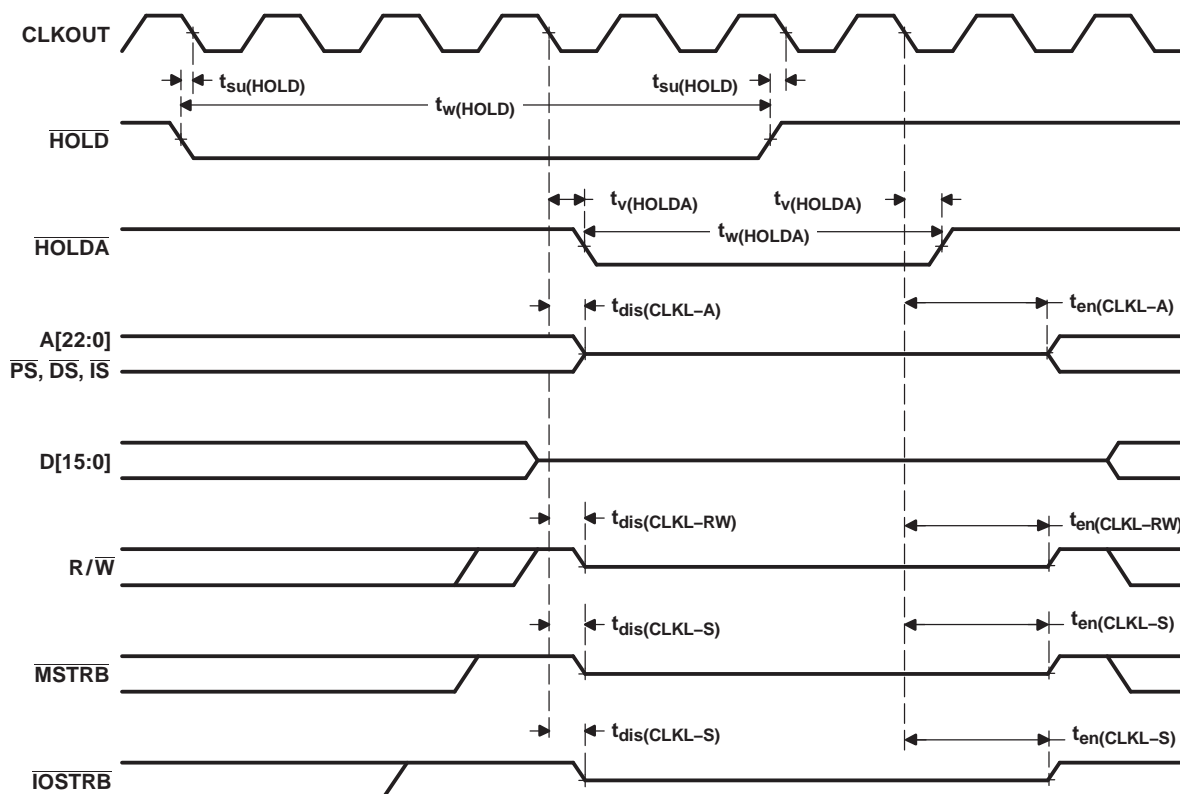 CLKOUT
tsu(HOLD)
tsu(HOLD)
tw(HOLD)
HOLD
tv(HOLDA)
tv(HOLDA)
HOLDA
tw(HOLDA)
tdis(CLKL–A)
ten(CLKL–A)
A[22:0]
PS, DS, IS
D[15:0]
tdis(CLKL–RW)
ten(CLKL–RW)
R/W
tdis(CLKL–S)
ten(CLKL–S)
MSTRB
tdis(CLKL–S)
ten(CLKL–S)
IOSTRB